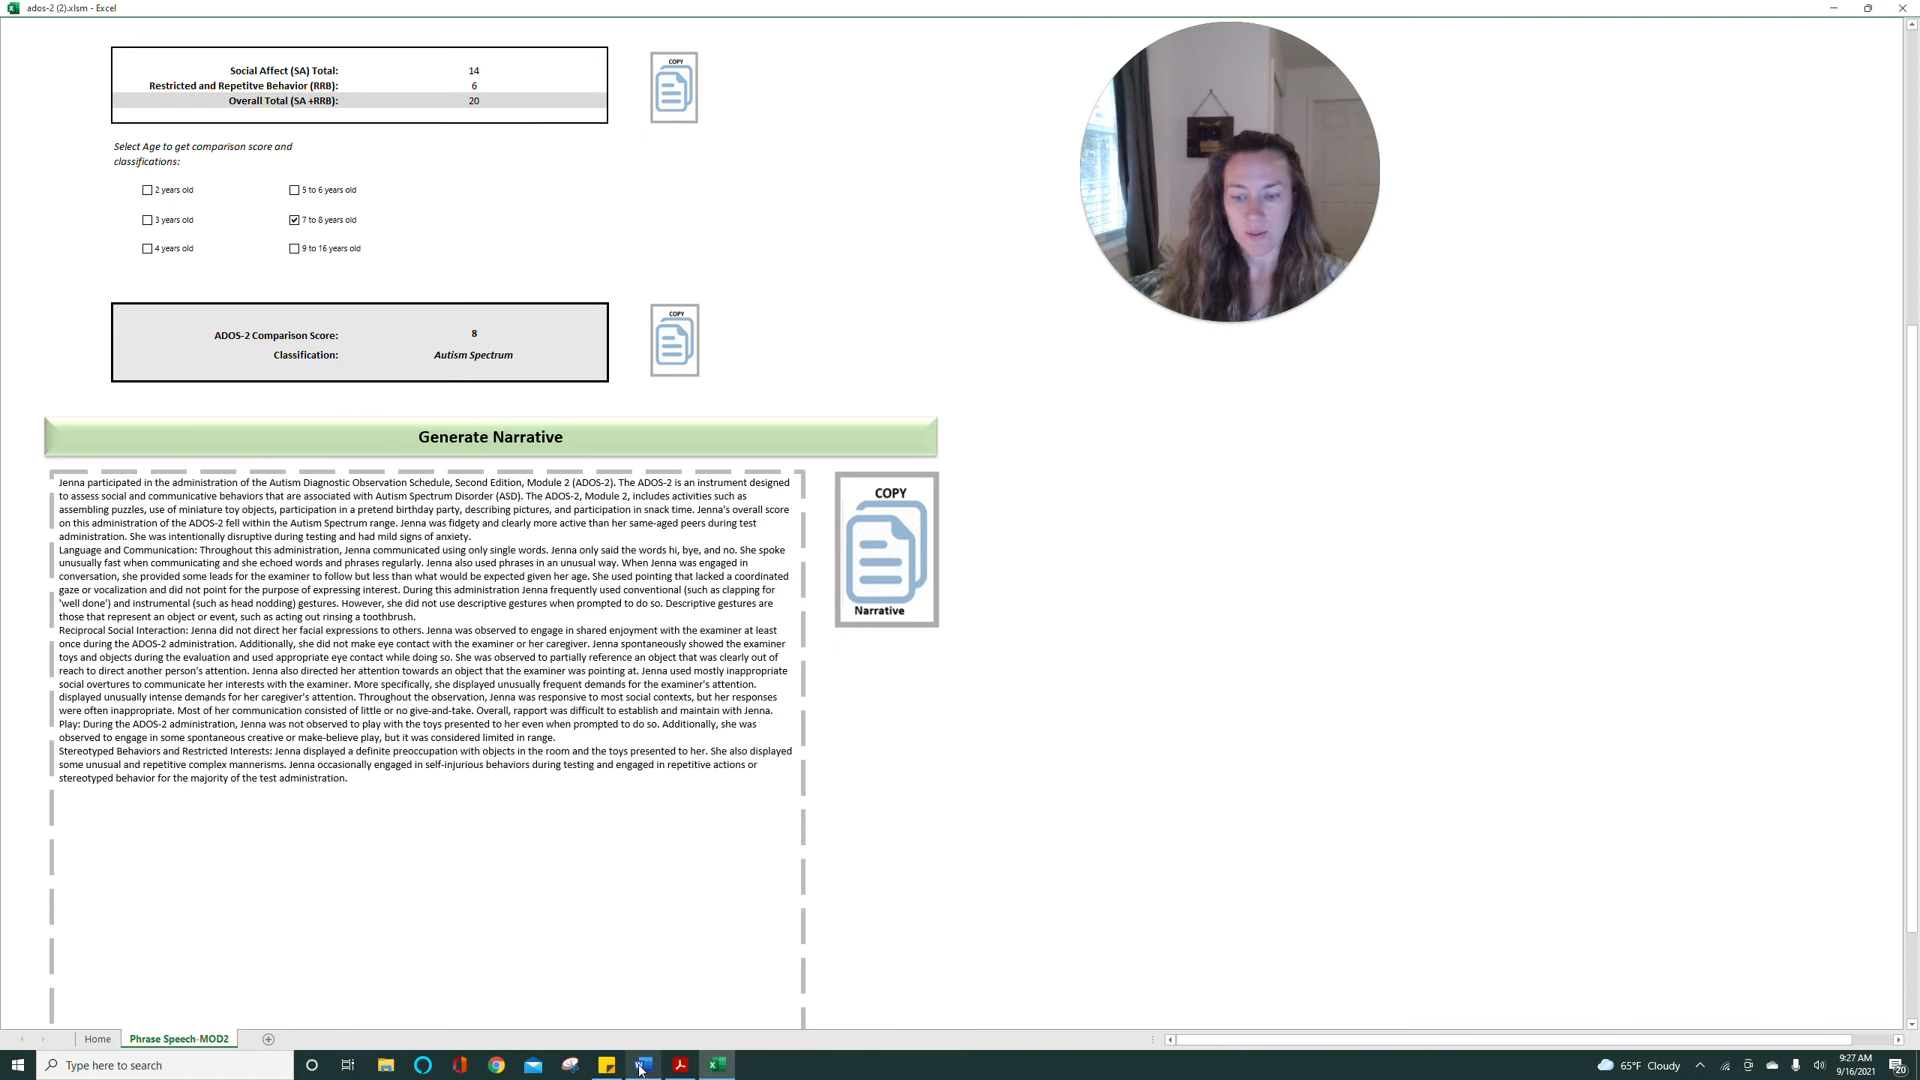 ados-2 (2).xlsm - Excel
Social Affect (SA) Total: 14
Restricted and Repetitve Behavior (RRB): 6
Overall Total (SA +RRB): 20
COPY
Select Age to get comparison score and
classifications:
2 years old
5 to 6 years old
3 years old
7 to 8 years old
4 years old
9 to 16 years old
ADOS-2 Comparison Score: 8
Classification: Autism Spectrum
COPY
Generate Narrative
Jenna participated in the administration of the Autism Diagnostic Observation Schedule, Second Edition, Module 2 (ADOS-2). The ADOS-2 is an instrument designed
to assess social and communicative behaviors that are associated with Autism Spectrum Disorder (ASD). The ADOS-2, Module 2, includes activities such as
assembling puzzles, use of miniature toy objects, participation in a pretend birthday party, describing pictures, and participation in snack time. Jenna's overall score
on this administration of the ADOS-2 fell within the Autism Spectrum range. Jenna was fidgety and clearly more active than her same-aged peers during test
administration. She was intentionally disruptive during testing and had mild signs of anxiety.
Language and Communication: Throughout this administration, Jenna communicated using only single words. Jenna only said the words hi, bye, and no. She spoke
unusually fast when communicating and she echoed words and phrases regularly. Jenna also used phrases in an unusual way. When Jenna was engaged in
conversation, she provided some leads for the examiner to follow but less than what would be expected given her age. She used pointing that lacked a coordinated
gaze or vocalization and did not point for the purpose of expressing interest. During this administration Jenna frequently used conventional (such as clapping for
'well done') and instrumental (such as head nodding) gestures. However, she did not use descriptive gestures when prompted to do so. Descriptive gestures are
those that represent an object or event, such as acting out rinsing a toothbrush.
Reciprocal Social Interaction: Jenna did not direct her facial expressions to others. Jenna was observed to engage in shared enjoyment with the examiner at least
once during the ADOS-2 administration. Additionally, she did not make eye contact with the examiner or her caregiver. Jenna spontaneously showed the examiner
toys and objects during the evaluation and used appropriate eye contact while doing so. She was observed to partially reference an object that was clearly out of
reach to direct another person's attention. Jenna also directed her attention towards an object that the examiner was pointing at. Jenna used mostly inappropriate
social overtures to communicate her interests with the examiner. More specifically, she displayed unusually frequent demands for the examiner's attention.
displayed unusually intense demands for her caregiver's attention. Throughout the observation, Jenna was responsive to most social contexts, but her responses
were often inappropriate. Most of her communication consisted of little or no give-and-take. Overall, rapport was difficult to establish and maintain with Jenna.
Play: During the ADOS-2 administration, Jenna was not observed to play with the toys presented to her even when prompted to do so. Additionally, she was
observed to engage in some spontaneous creative or make-believe play, but it was considered limited in range.
Stereotyped Behaviors and Restricted Interests: Jenna displayed a definite preoccupation with objects in the room and the toys presented to her. She also displayed
some unusual and repetitive complex mannerisms. Jenna occasionally engaged in self-injurious behaviors during testing and engaged in repetitive actions or
stereotyped behavior for the majority of the test administration.
COPY
Narrative
Home
Phrase Speech-MOD2
Type here to search
65°F Cloudy
9:27 AM
9/16/2021
20